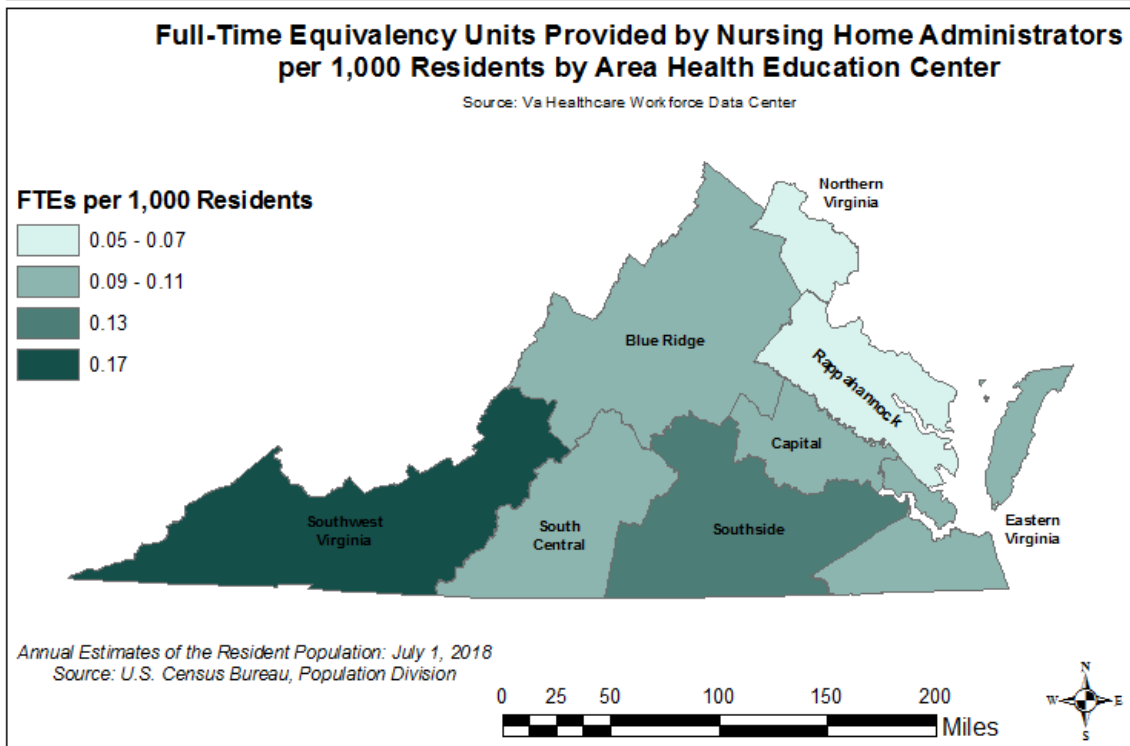 Full-Time Equivalency Units Provided by Nursing Home Administrators
per 1,000 Residents by Area Health Education Center
Source: Va Healthcare Workforce Data Center
FTEs per 1,000 Residents
0.05 - 0.07
0.09 - 0.11
0.13
0.17
Northern
Virginia
Blue Ridge
Rappahannock
Capital
Southwest
Virginia
South
Central
Southside
Eastern
Virginia
Annual Estimates of the Resident Population: July 1, 2018
Source: U.S. Census Bureau, Population Division
0 25 50 100 150 200
Miles
N
W E
S